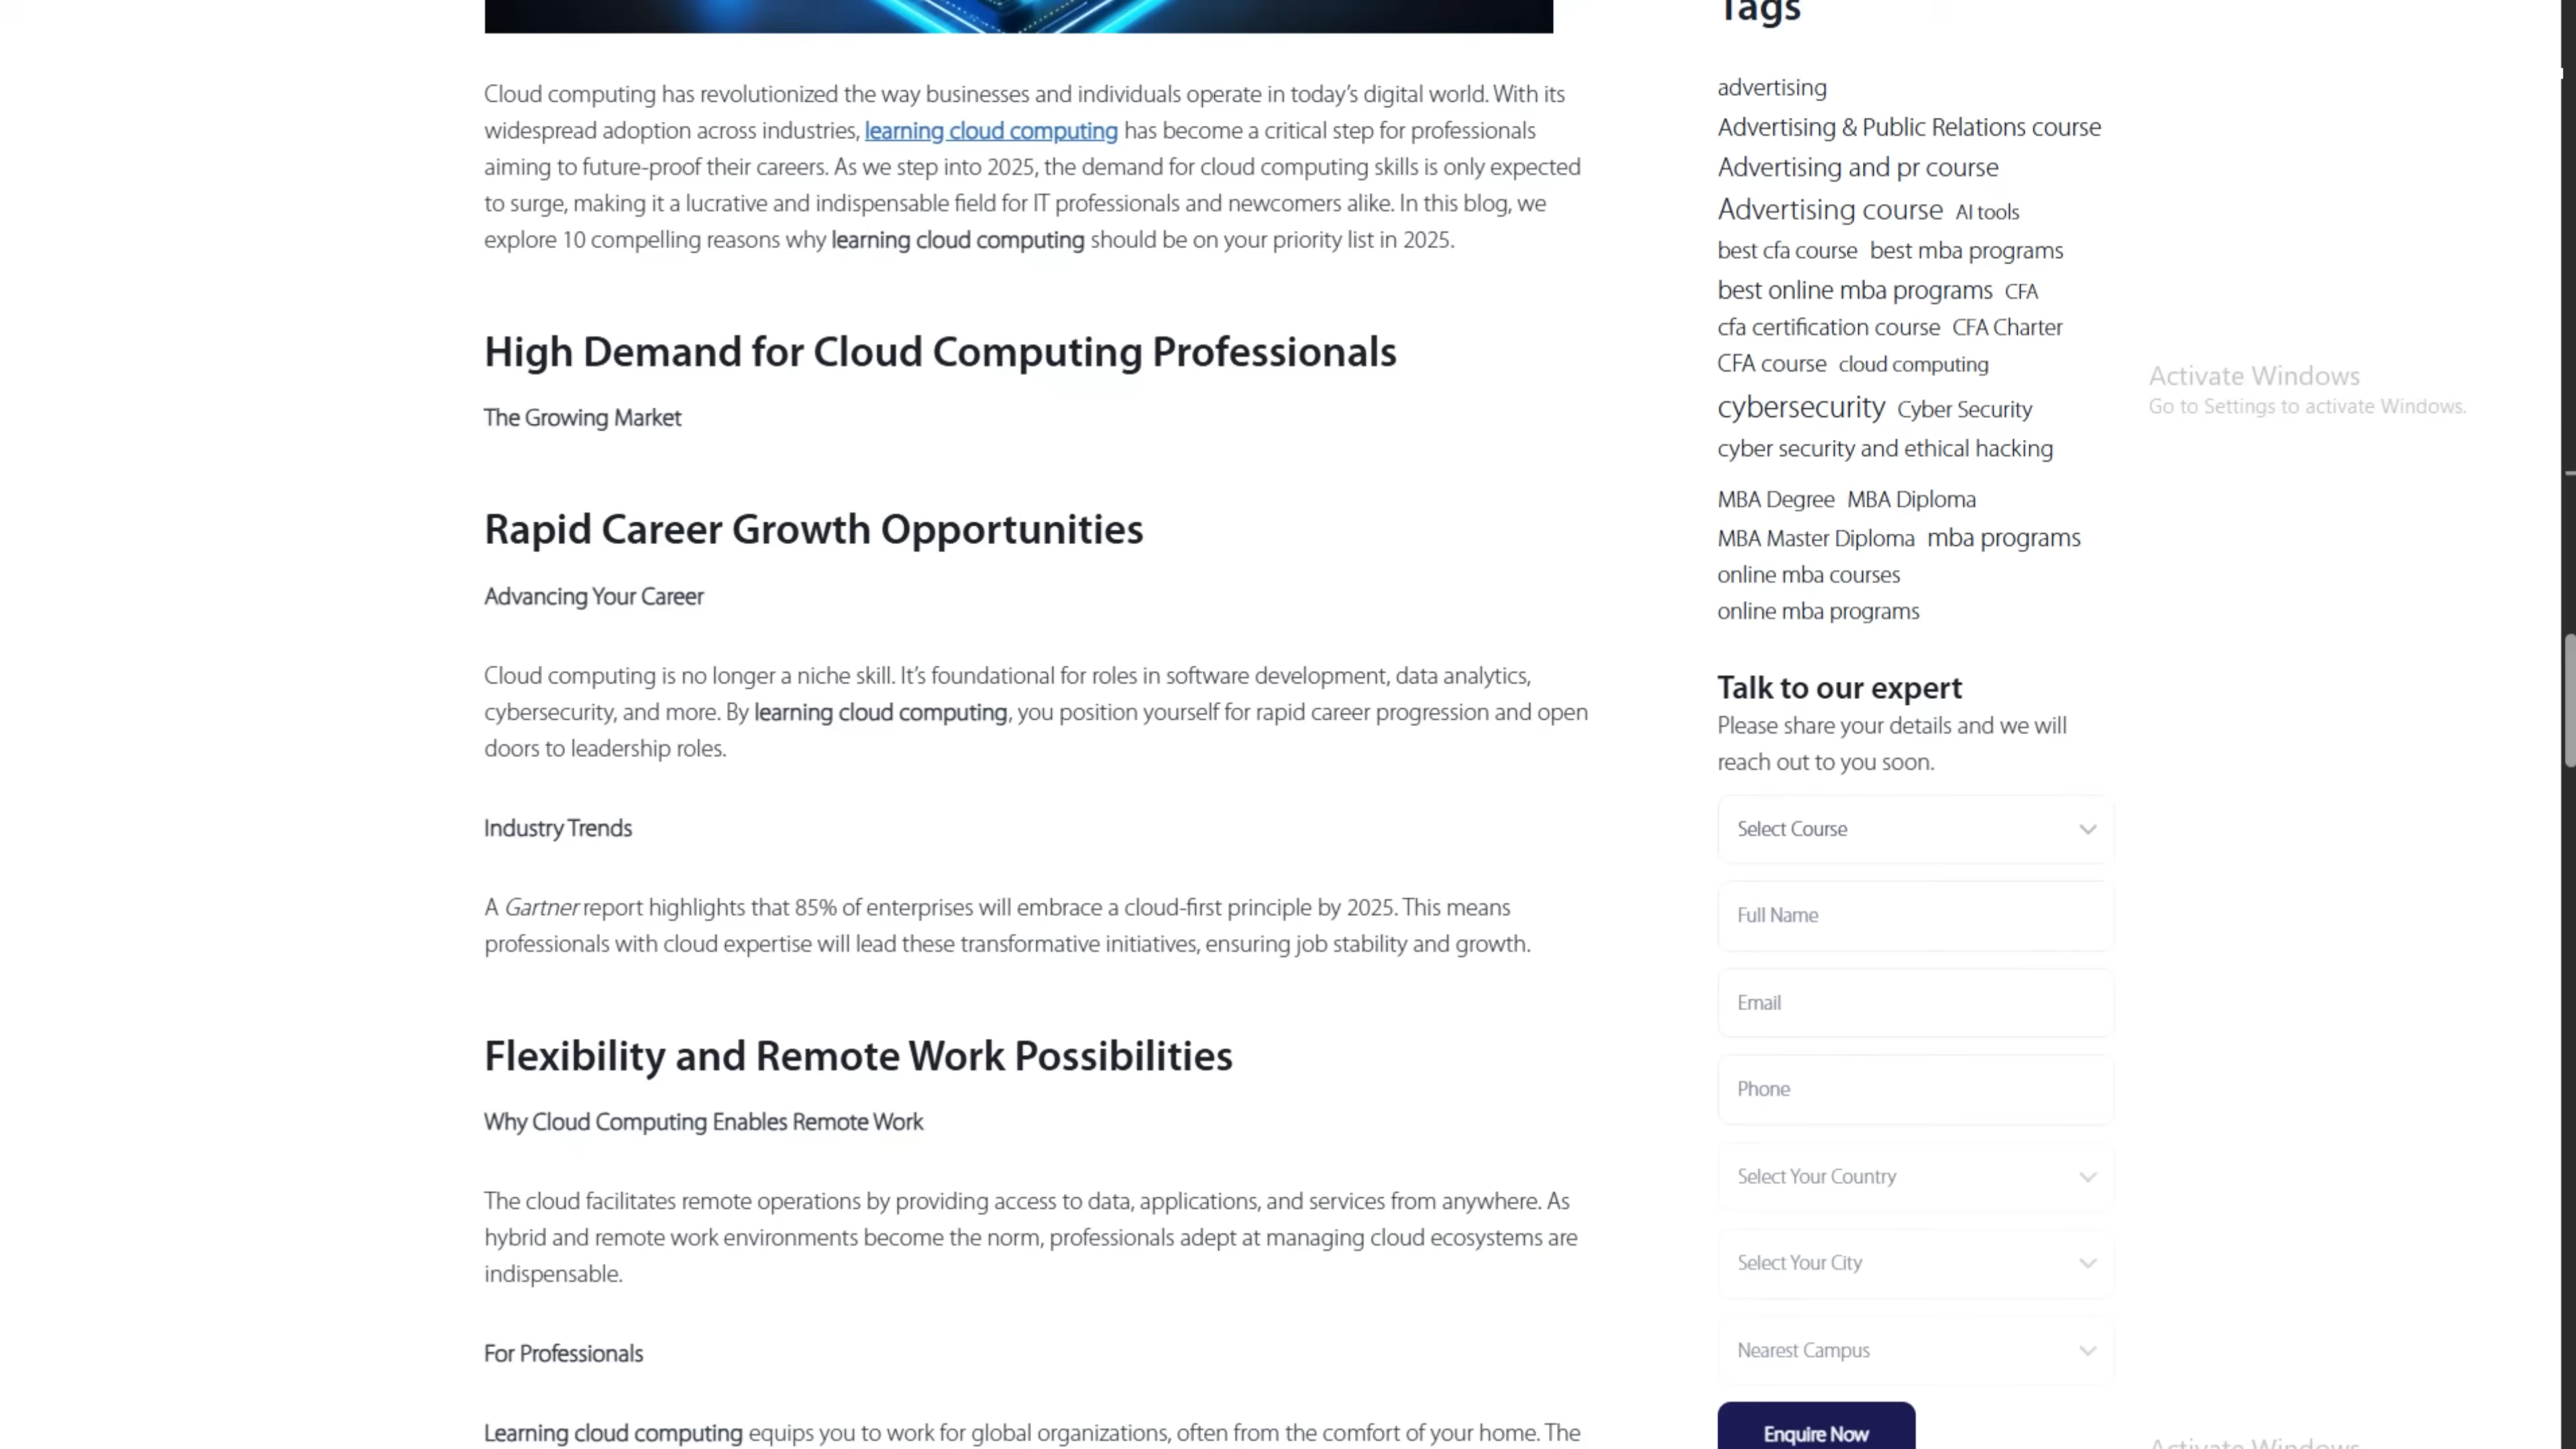 Cloud computing has revolutionized the way businesses and individuals operate in today's digital world. With its
widespread adoption across industries, learning cloud computing has become a critical step for professionals
aiming to future-proof their careers. As we step into 2025, the demand for cloud computing skills is only expected
to surge, making it a lucrative and indispensable field for IT professionals and newcomers alike. In this blog, we
explore 10 compelling reasons why learning cloud computing should be on your priority list in 2025.
High Demand for Cloud Computing Professionals
The Growing Market
Rapid Career Growth Opportunities
Advancing Your Career
Cloud computing is no longer a niche skill. It's foundational for roles in software development, data analytics,
cybersecurity, and more. By learning cloud computing, you position yourself for rapid career progression and open
doors to leadership roles.
Industry Trends
A Gartner report highlights that 85% of enterprises will embrace a cloud-first principle by 2025. This means
professionals with cloud expertise will lead these transformative initiatives, ensuring job stability and growth.
Flexibility and Remote Work Possibilities
Why Cloud Computing Enables Remote Work
The cloud facilitates remote operations by providing access to data, applications, and services from anywhere. As
hybrid and remote work environments become the norm, professionals adept at managing cloud ecosystems are
indispensable.
For Professionals
Learning cloud computing equips you to work for global organizations, often from the comfort of your home. The
Tags
advertising
Advertising & Public Relations course
Advertising and pr course
Advertising course AI tools
best cfa course best mba programs
best online mba programs CFA
cfa certification course CFA Charter
CFA course cloud computing
cybersecurity Cyber Security
cyber security and ethical hacking
MBA Degree MBA Diploma
MBA Master Diploma mba programs
online mba courses
online mba programs
Talk to our expert
Please share your details and we will
reach out to you soon.
Select Course
Full Name
Email
Phone
Select Your Country
Select Your City
Nearest Campus
Enquire Now
Activate Windows
Go to Settings to activate Windows.
Activate Windows